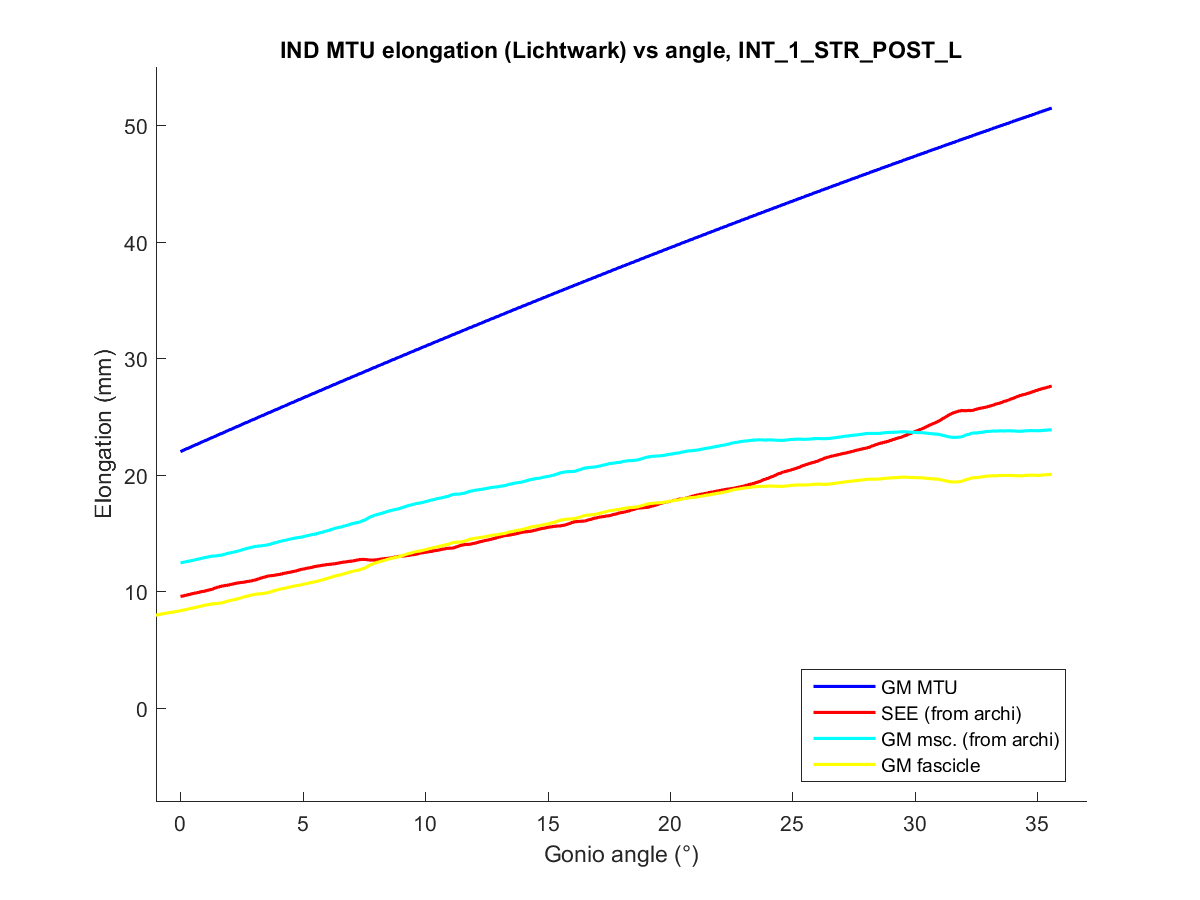 IND MTU elongation (Lichtwark) vs angle, INT_1_STR_POST_L
50
40
30
20
10
0
Elongation (mm)
GM MTU
SEE (from archi)
GM msc. (from archi)
GM fascicle
0 5 10 15 20 25 30 35
Gonio angle (°)